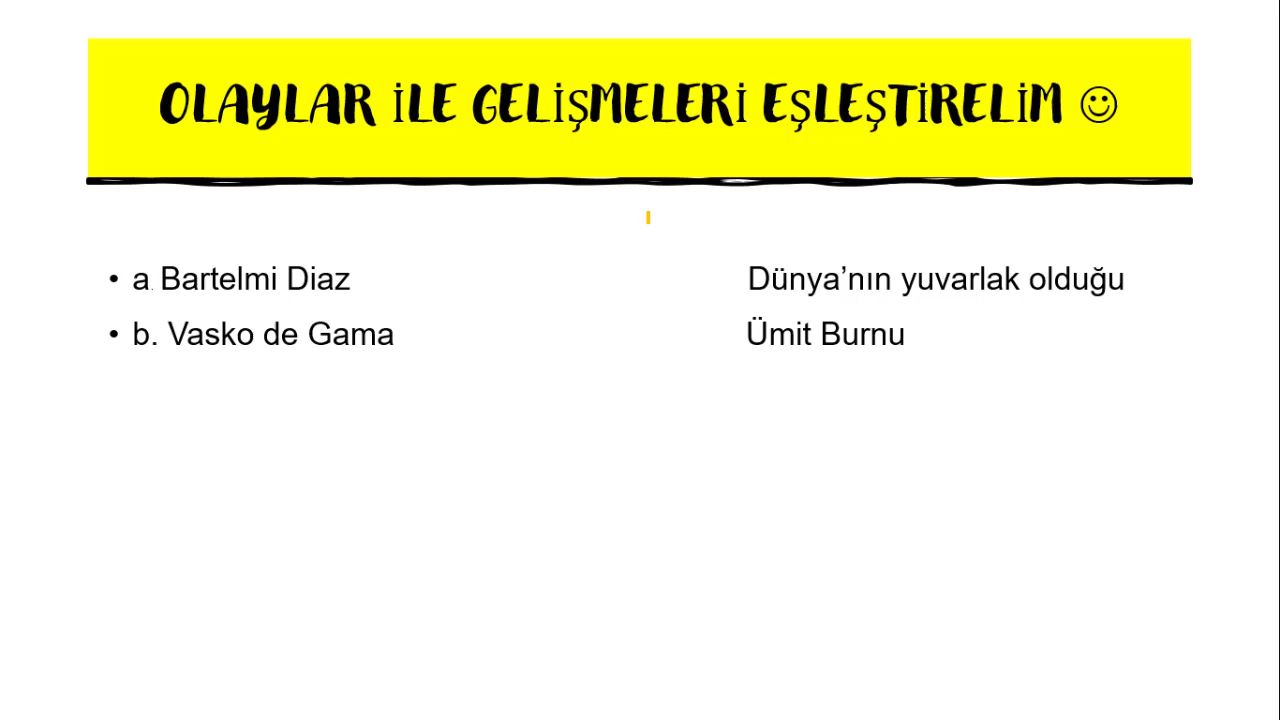 OLAYLAR İLE GELİŞMELERİ EŞLEŞTİRELİM ☺
• a. Bartelmi Diaz Dünya’nın yuvarlak olduğu
• b. Vasko de Gama Ümit Burnu